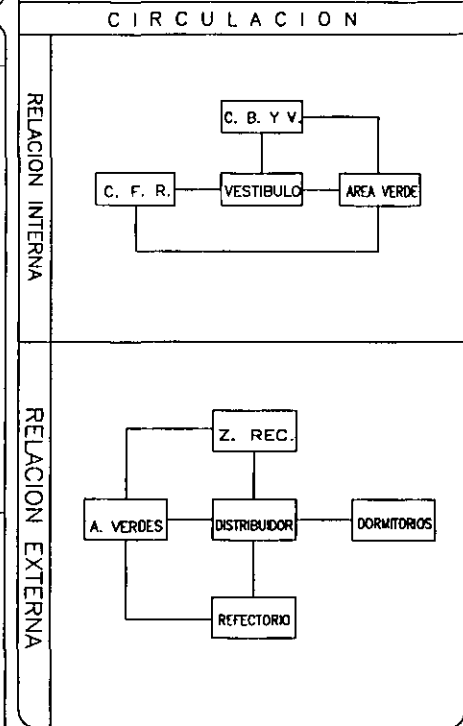 CIRCULACION
RELACION INTERNA
C. B. Y V.
C. F. R.
VESTIBULO
AREA VERDE
RELACION EXTERNA
Z. REC.
A. VERDES
DISTRIBUIDOR
DORMITORIOS
REFECTORIO